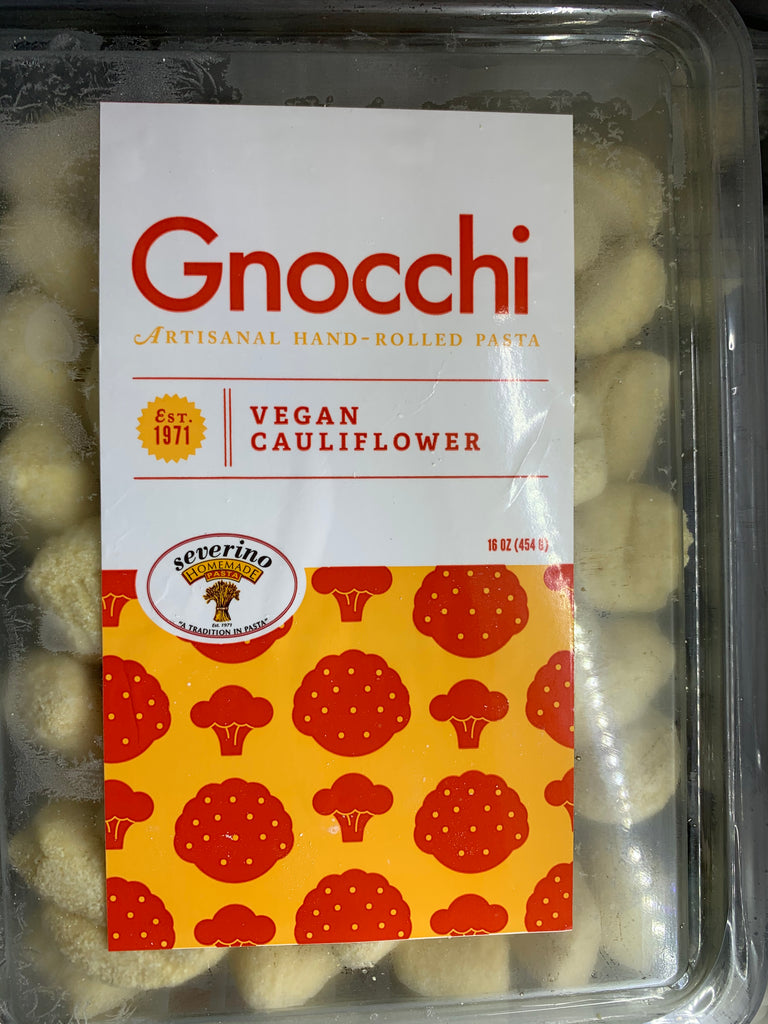 Gnocchi
ARTISANAL HAND-ROLLED PASTA
EST.
1971
VEGAN
CAULIFLOWER
16 OZ (454 g)
severino
HOMEMADE
PASTA
Est. 1971
"A TRADITION IN PASTA"